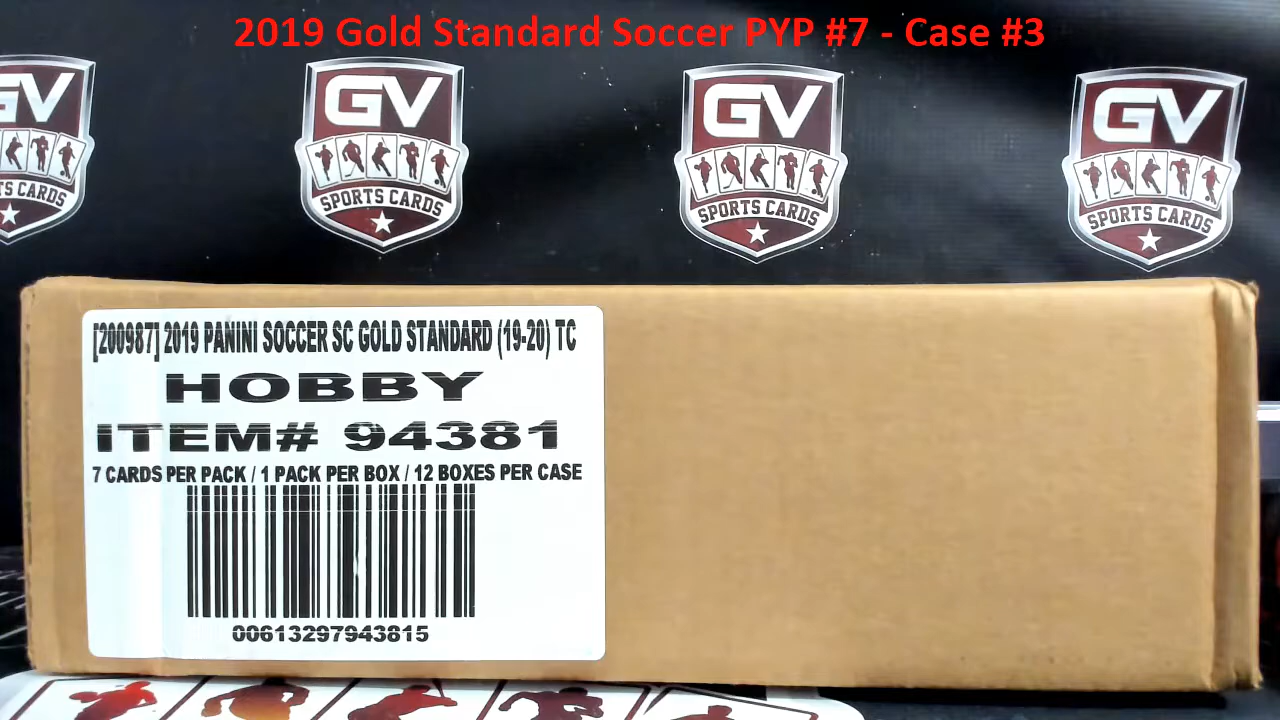 2019 Gold Standard Soccer PYP #7 - Case #3
GV
TS CARDS
GV
SPORTS CARDS
GV
SPORTS CARDS
GV
SPORTS CARDS
[200987] 2019 PANINI SOCCER SC GOLD STANDARD (19-20) TC
HOBBY
ITEM# 94381
7 CARDS PER PACK / 1 PACK PER BOX / 12 BOXES PER CASE
00613297943815